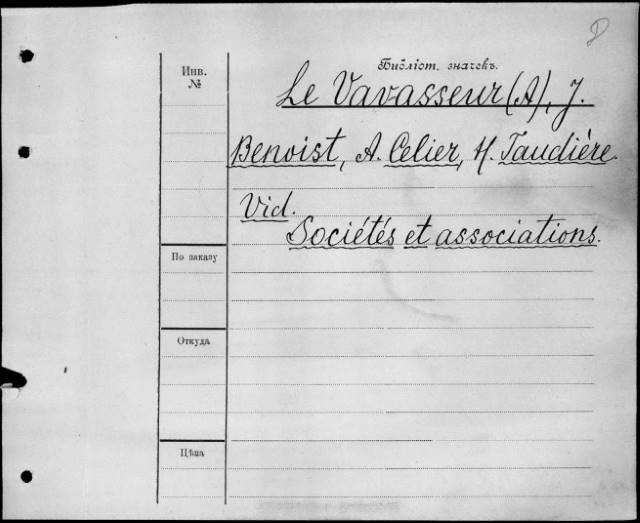 D
Библіот. значекъ.
Инв.
№
Le Vavasseur (A), J.
Benoist, A. Celier, H. Taudière.
Vid.
Sociétés et associations.
По заказу
Откуда
Цѣна